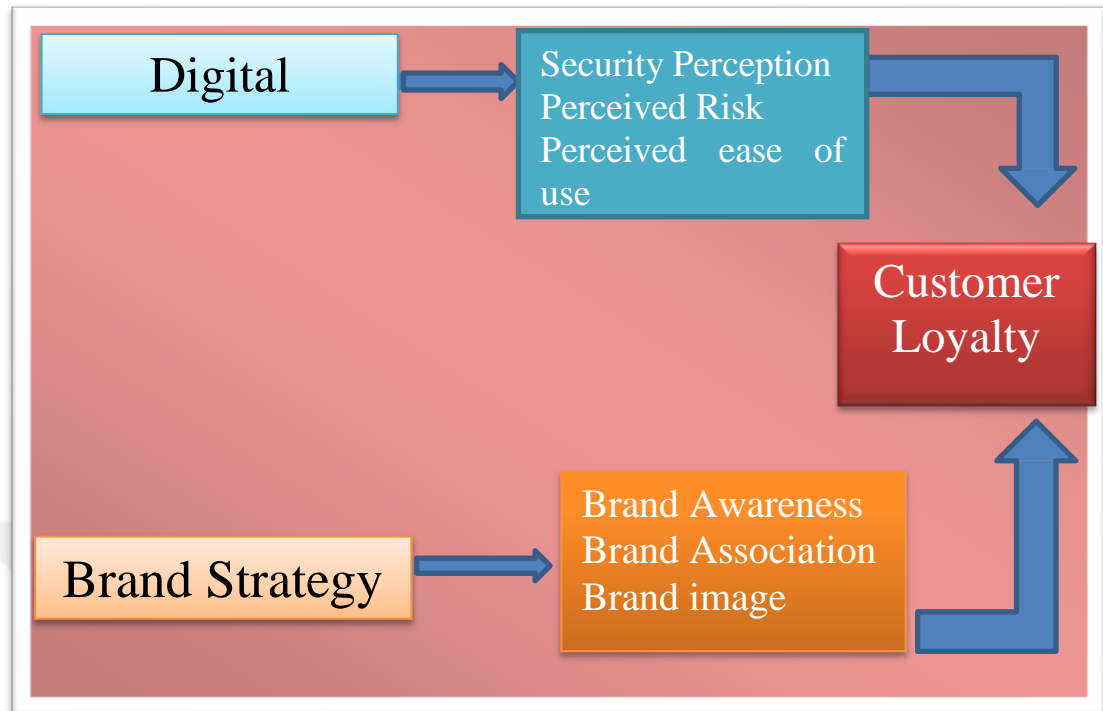 Digital
Security Perception
Perceived Risk
Perceived ease of
use
Customer
Loyalty
Brand Awareness
Brand Association
Brand image
Brand Strategy